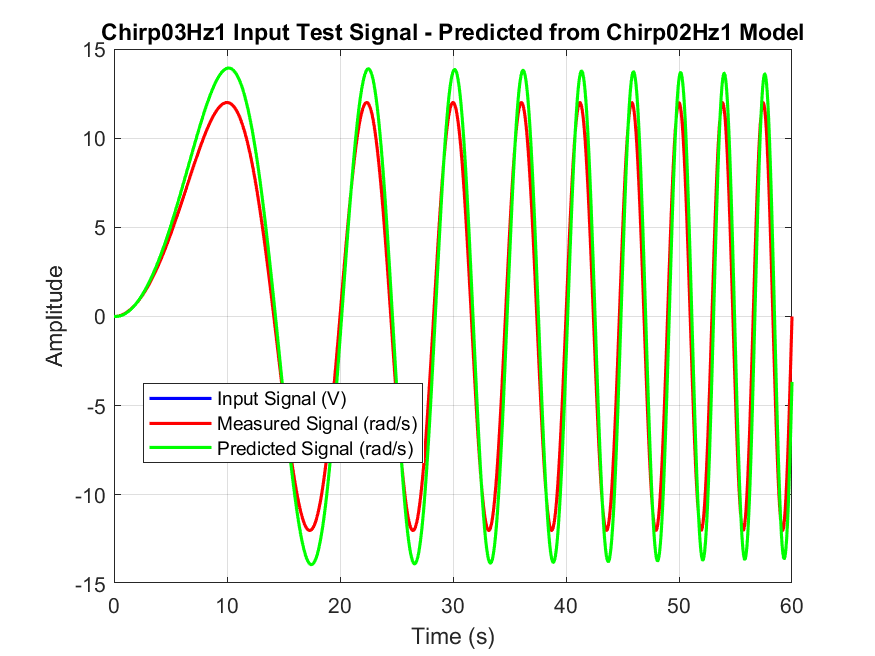 Chirp03Hz1 Input Test Signal - Predicted from Chirp02Hz1 Model
15
10
5
0
-5
-10
-15
Amplitude
Input Signal (V)
Measured Signal (rad/s)
Predicted Signal (rad/s)
0 10 20 30 40 50 60
Time (s)